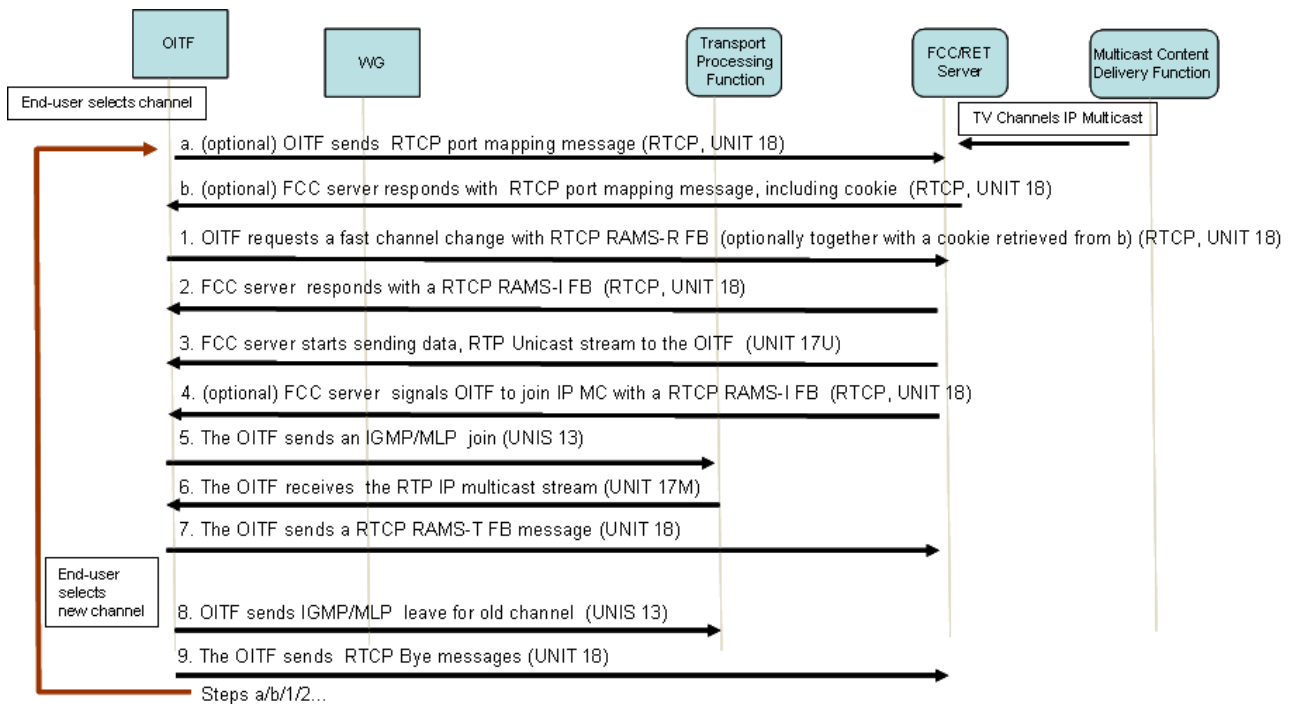 OITF
WG
Transport
Processing
Function
FCC/RET
Server
Multicast Content
Delivery Function
End-user selects channel
TV Channels IP Multicast
a. (optional) OITF sends RTCP port mapping message (RTCP, UNIT 18)
b. (optional) FCC server responds with RTCP port mapping message, including cookie (RTCP, UNIT 18)
1. OITF requests a fast channel change with RTCP RAMS-R FB (optionally together with a cookie retrieved from b) (RTCP, UNIT 18)
2. FCC server responds with a RTCP RAMS-I FB (RTCP, UNIT 18)
3. FCC server starts sending data, RTP Unicast stream to the OITF (UNIT 17U)
4. (optional) FCC server signals OITF to join IP MC with a RTCP RAMS-I FB (RTCP, UNIT 18)
5. The OITF sends an IGMP/MLP join (UNIS 13)
6. The OITF receives the RTP IP multicast stream (UNIT 17M)
7. The OITF sends a RTCP RAMS-T FB message (UNIT 18)
End-user
selects
new channel
8. OITF sends IGMP/MLP leave for old channel (UNIS 13)
9. The OITF sends RTCP Bye messages (UNIT 18)
Steps a/b/1/2...